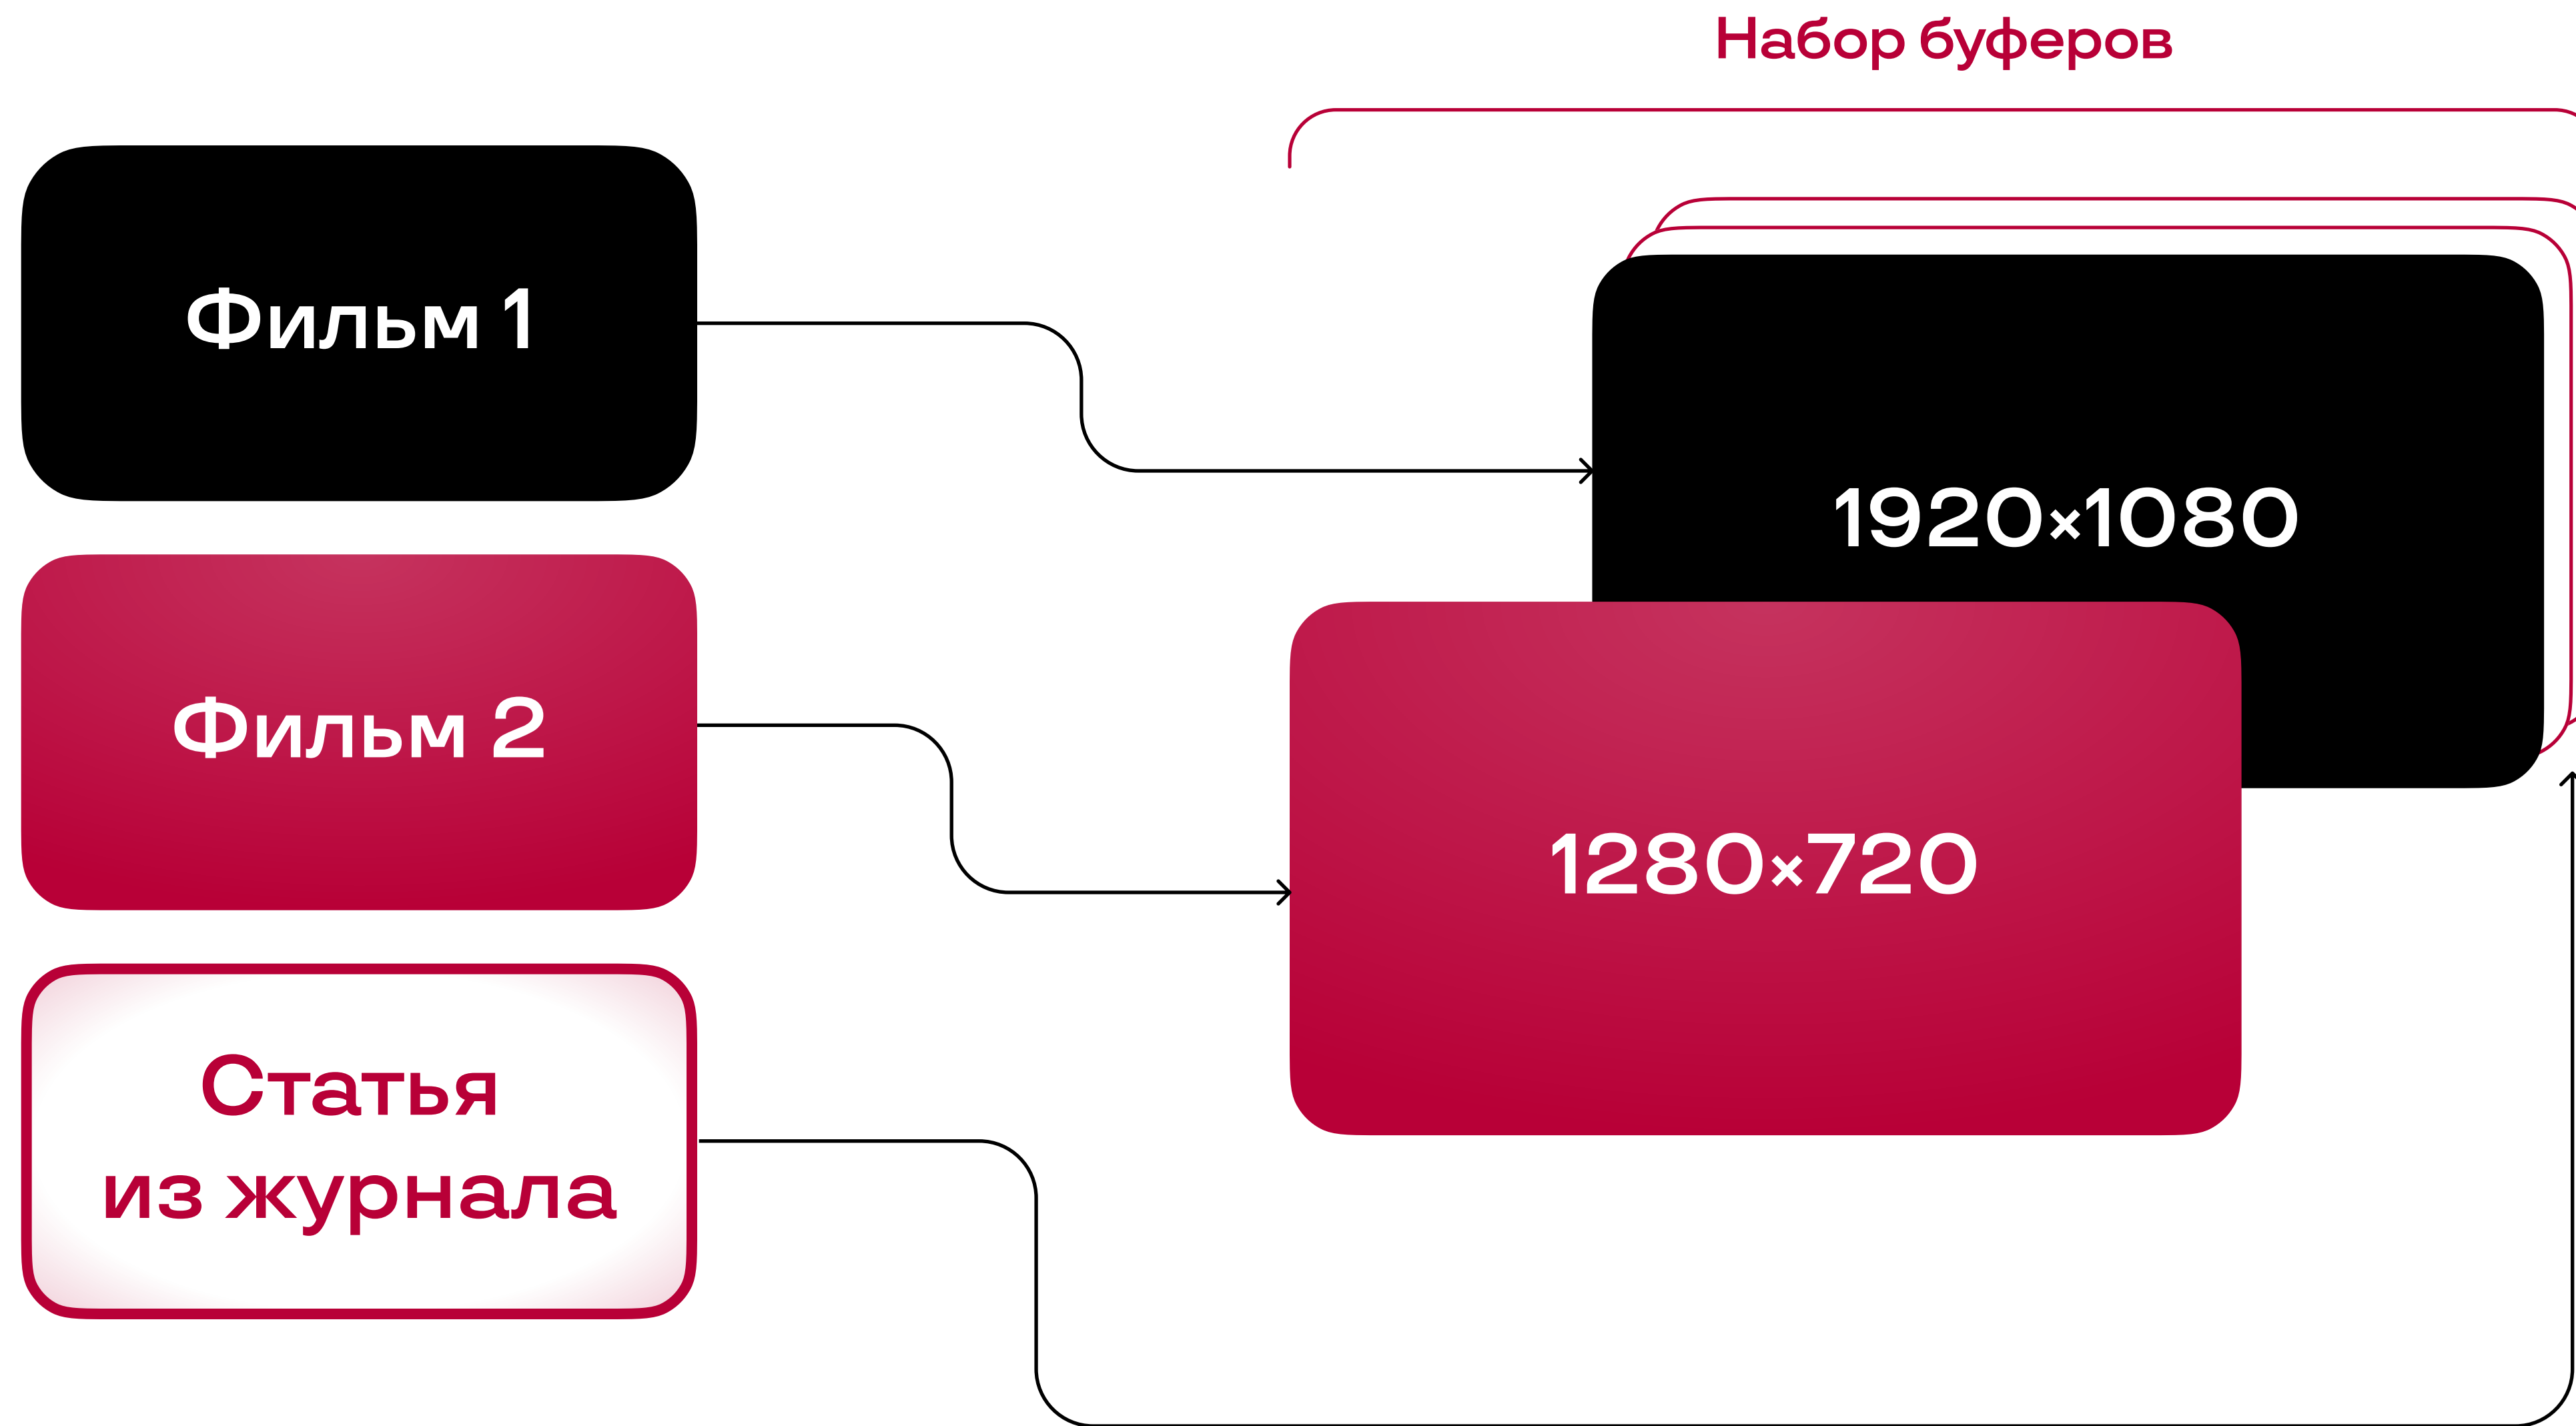 Набор буферов
Фильм 1
1920×1080
Фильм 2
1280×720
Статья
из журнала